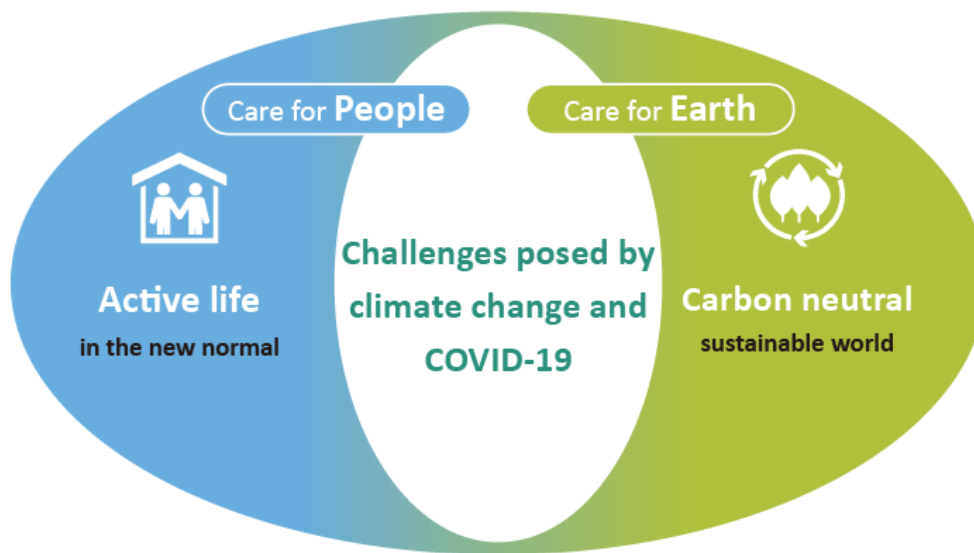 Care for People
Care for Earth
Challenges posed by
climate change and
COVID-19
Active life
in the new normal
Carbon neutral
sustainable world